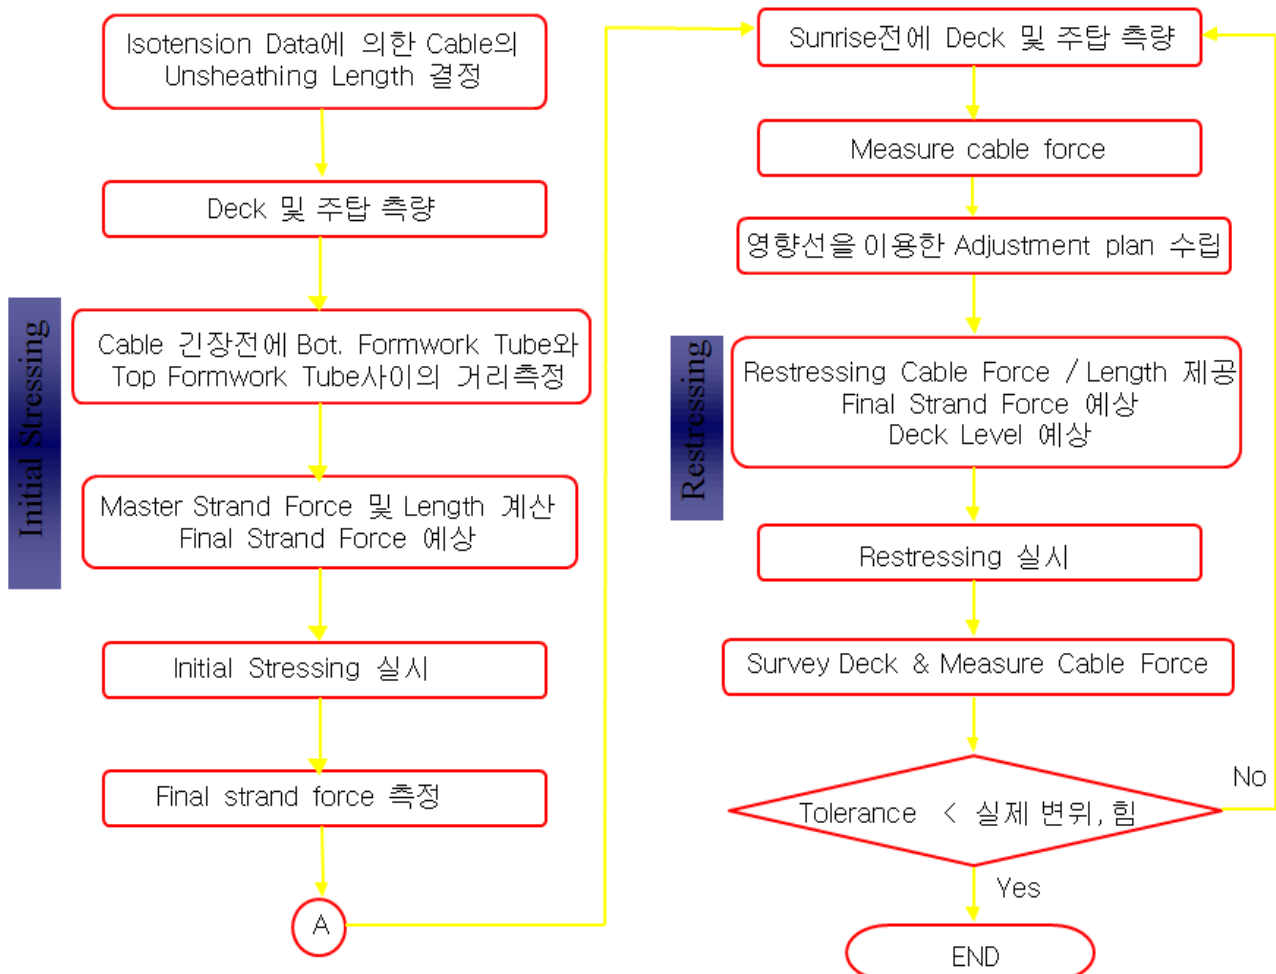 Isotension Data에 의한 Cable의
Unsheathing Length 결정
Deck 및 주탑 측량
Initial Stressing
Cable 긴장전에 Bot. Formwork Tube와
Top Formwork Tube사이의 거리측정
Master Strand Force 및 Length 계산
Final Strand Force 예상
Initial Stressing 실시
Final strand force 측정
A
Sunrise전에 Deck 및 주탑 측량
Measure cable force
영향선을 이용한 Adjustment plan 수립
Restressing
Restressing Cable Force / Length 제공
Final Strand Force 예상
Deck Level 예상
Restressing 실시
Survey Deck & Measure Cable Force
Tolerance < 실제 변위, 힘
No
Yes
END